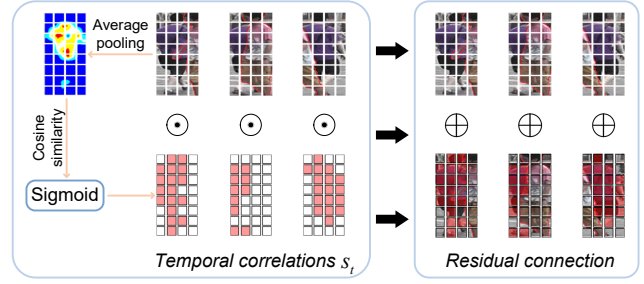 Average
pooling
Cosine
similarity
Sigmoid
Temporal correlations s_t
Residual connection